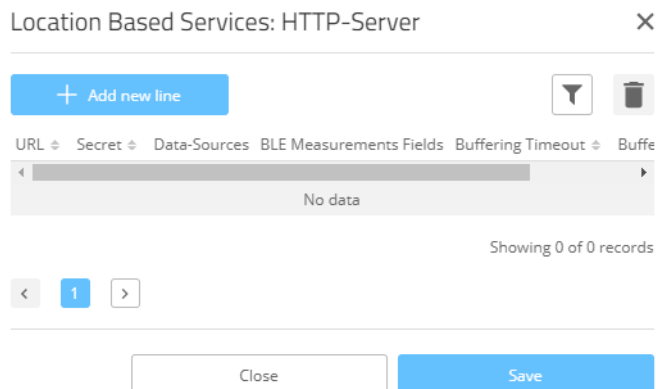 Location Based Services: HTTP-Server
Add new line
URL Secret Data-Sources BLE Measurements Fields Buffering Timeout Buffe
No data
Showing 0 of 0 records
1
Close Save